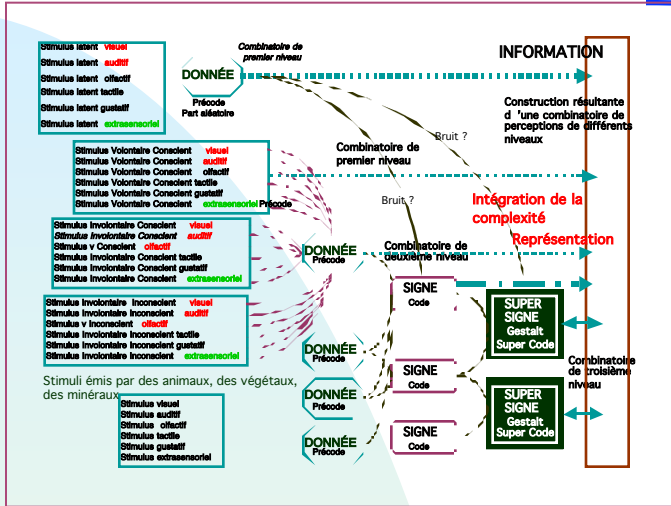 Stimulus latent visuel
Stimulus latent auditif
Stimulus latent olfactif
Stimulus latent tactile
Stimulus latent gustatif
Stimulus latent extrasensoriel
Combinatoire de
premier niveau
DONNÉE
Précode
Part aléatoire
INFORMATION
Construction résultante
d 'une combinatoire de
perceptions de différents
niveaux
Bruit ?
Combinatoire de
premier niveau
Stimulus Volontaire Conscient visuel
Stimulus Volontaire Conscient auditif
Stimulus Volontaire Conscient olfactif
Stimulus Volontaire Conscient tactile
Stimulus Volontaire Conscient gustatif
Stimulus Volontaire Conscient extrasensoriel Précode
Bruit ?
Intégration de la
complexité
Représentation
Stimulus Involontaire Conscient visuel
Stimulus Involontaire Conscient auditif
Stimulus v Conscient olfactif
Stimulus Involontaire Conscient tactile
Stimulus Involontaire Conscient gustatif
Stimulus Involontaire Conscient extrasensoriel
DONNÉE
Précode
Combinatoire de
deuxième niveau
SIGNE
Code
Stimulus Involontaire Inconscient visuel
Stimulus Involontaire Inconscient auditif
Stimulus v Inconscient olfactif
Stimulus Involontaire Inconscient tactile
Stimulus Involontaire Inconscient gustatif
Stimulus Involontaire Inconscient extrasensoriel
SUPER
SIGNE
Gestalt
Super Code
DONNÉE
Précode
SIGNE
Code
Combinatoire
de troisième
niveau
Stimuli émis par des animaux, des végétaux,
des minéraux
Stimulus visuel
Stimulus auditif
Stimulus olfactif
Stimulus tactile
Stimulus gustatif
Stimulus extrasensoriel
DONNÉE
Précode
SUPER
SIGNE
Gestalt
Super Code
DONNÉE
Précode
SIGNE
Code